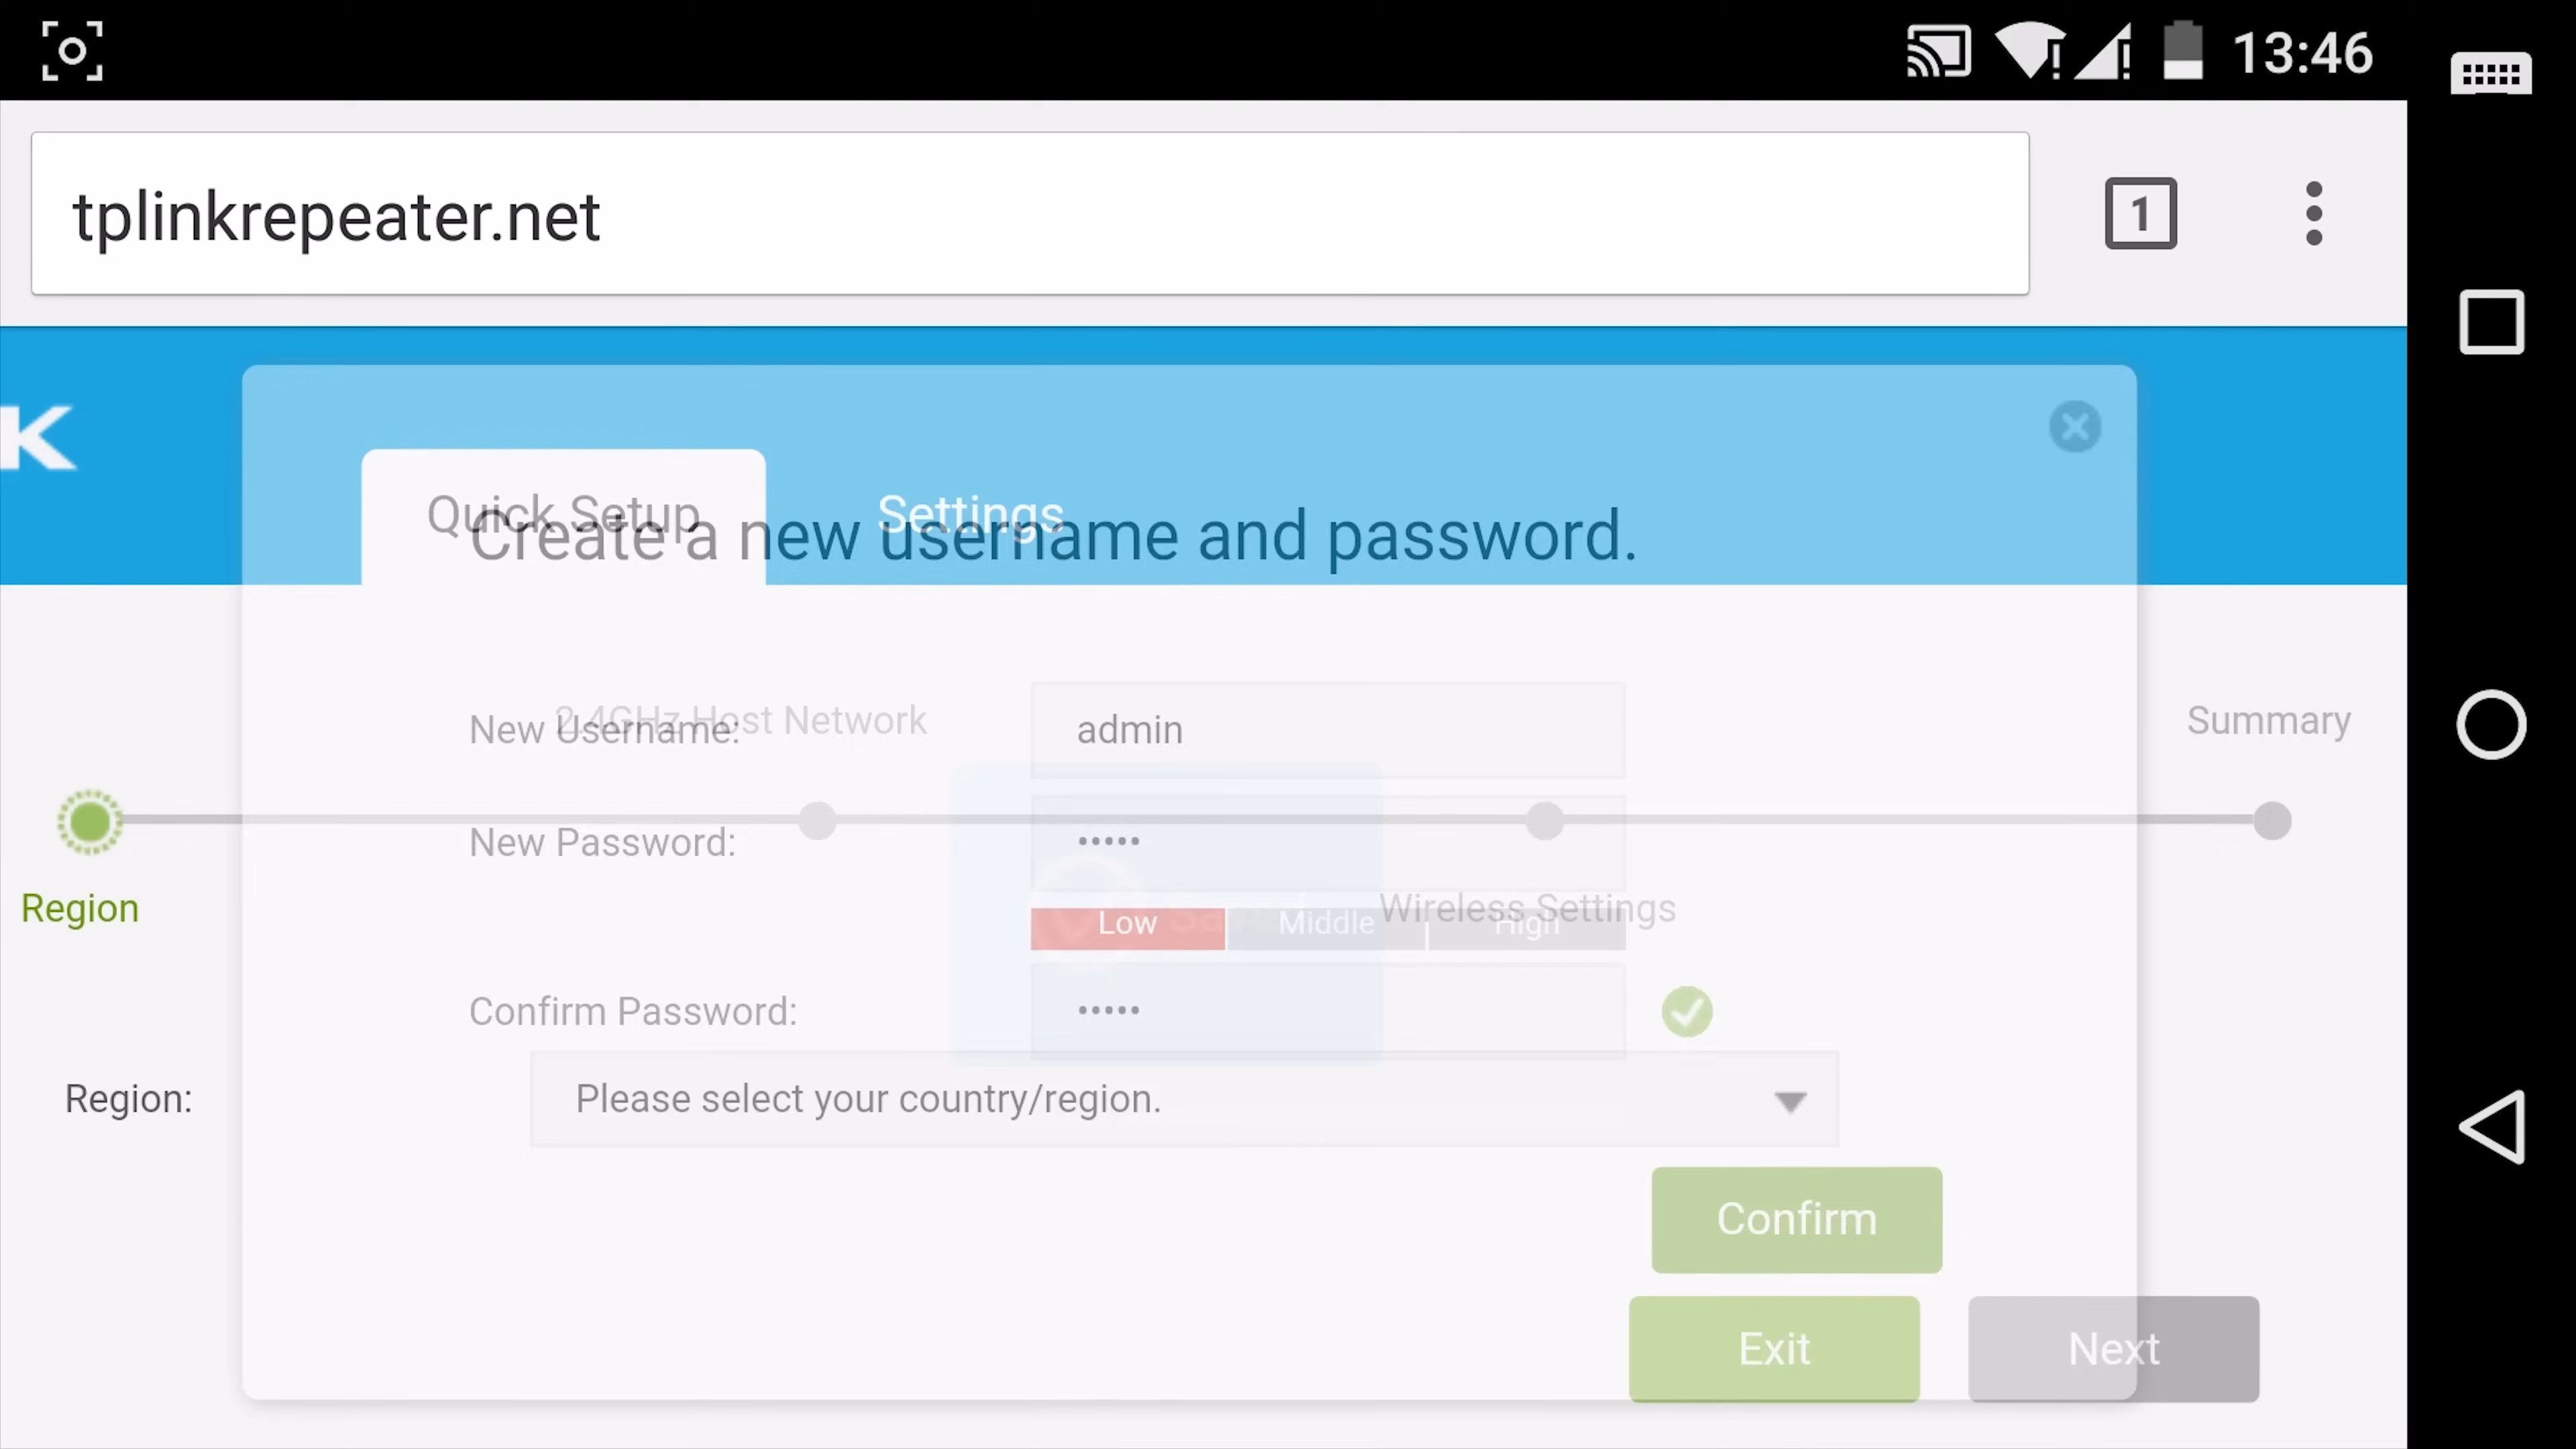 13:46
tplinkrepeater.net
1
K
Quick Setup
Settings
Create a new username and password.
2.4GHz Host Network
Summary
New Username:
admin
New Password:
•••••
Region
Wireless Settings
Low
Middle
High
Confirm Password:
•••••
Region:
Please select your country/region.
Confirm
Exit
Next